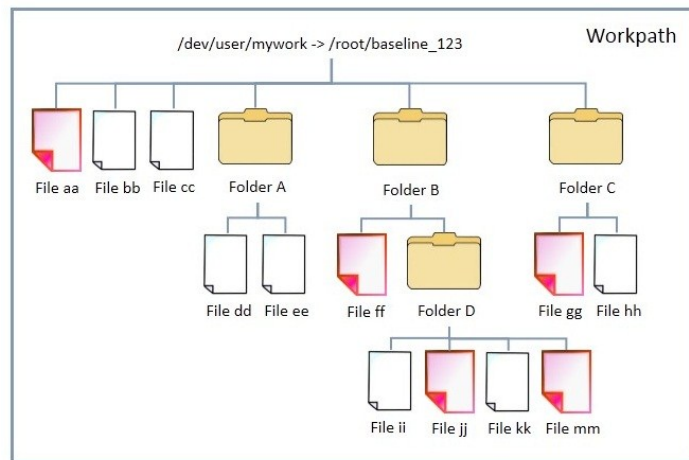 Workpath
/dev/user/mywork -> /root/baseline_123
File aa
File bb
File cc
Folder A
Folder B
Folder C
File dd
File ee
File ff
Folder D
File gg
File hh
File ii
File jj
File kk
File mm